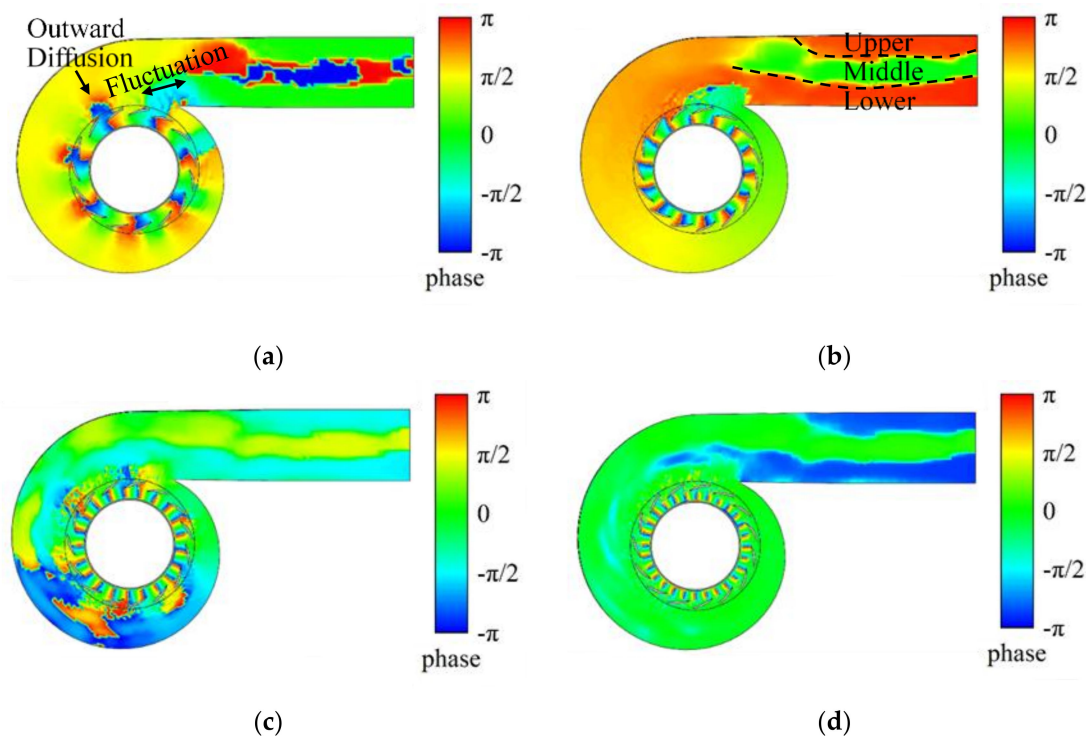 Outward
Diffusion
Fluctuation
π
π/2
0
-π/2
-π
phase
(a)
Upper
Middle
Lower
π
π/2
0
-π/2
-π
phase
(b)
π
π/2
0
-π/2
-π
phase
(c)
π
π/2
0
-π/2
-π
phase
(d)